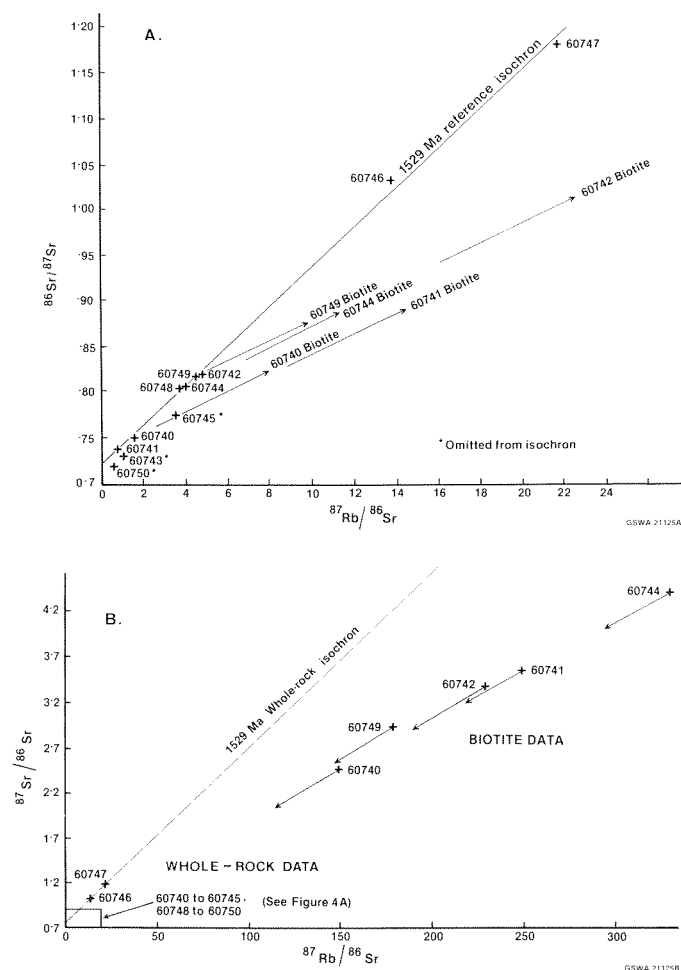 A.
1·20
1·15
1·10
1·05
1·0
·95
·90
·85
·80
·75
0·7
86Sr/87Sr
1529 Ma reference isochron
60747
60746
60742 Biotite
60749 Biotite
60744 Biotite
60741 Biotite
60740 Biotite
60749
60742
60748
60744
60745*
60740
60741
60743*
60750*
*Omitted from isochron
0 2 4 6 8 10 12 14 16 18 20 22 24
87Rb/86Sr
GSWA 21125A
B.
4·2
3·7
3·2
2·7
2·2
1·7
1·2
0·7
87Sr/86Sr
1529 Ma Whole-rock isochron
60744
60742
60741
60749
60740
BIOTITE DATA
WHOLE-ROCK DATA
60747
60746
60740 to 60745,
60748 to 60750
(See Figure 4A)
0 50 100 150 200 250 300
87Rb/86Sr
GSWA 21125B